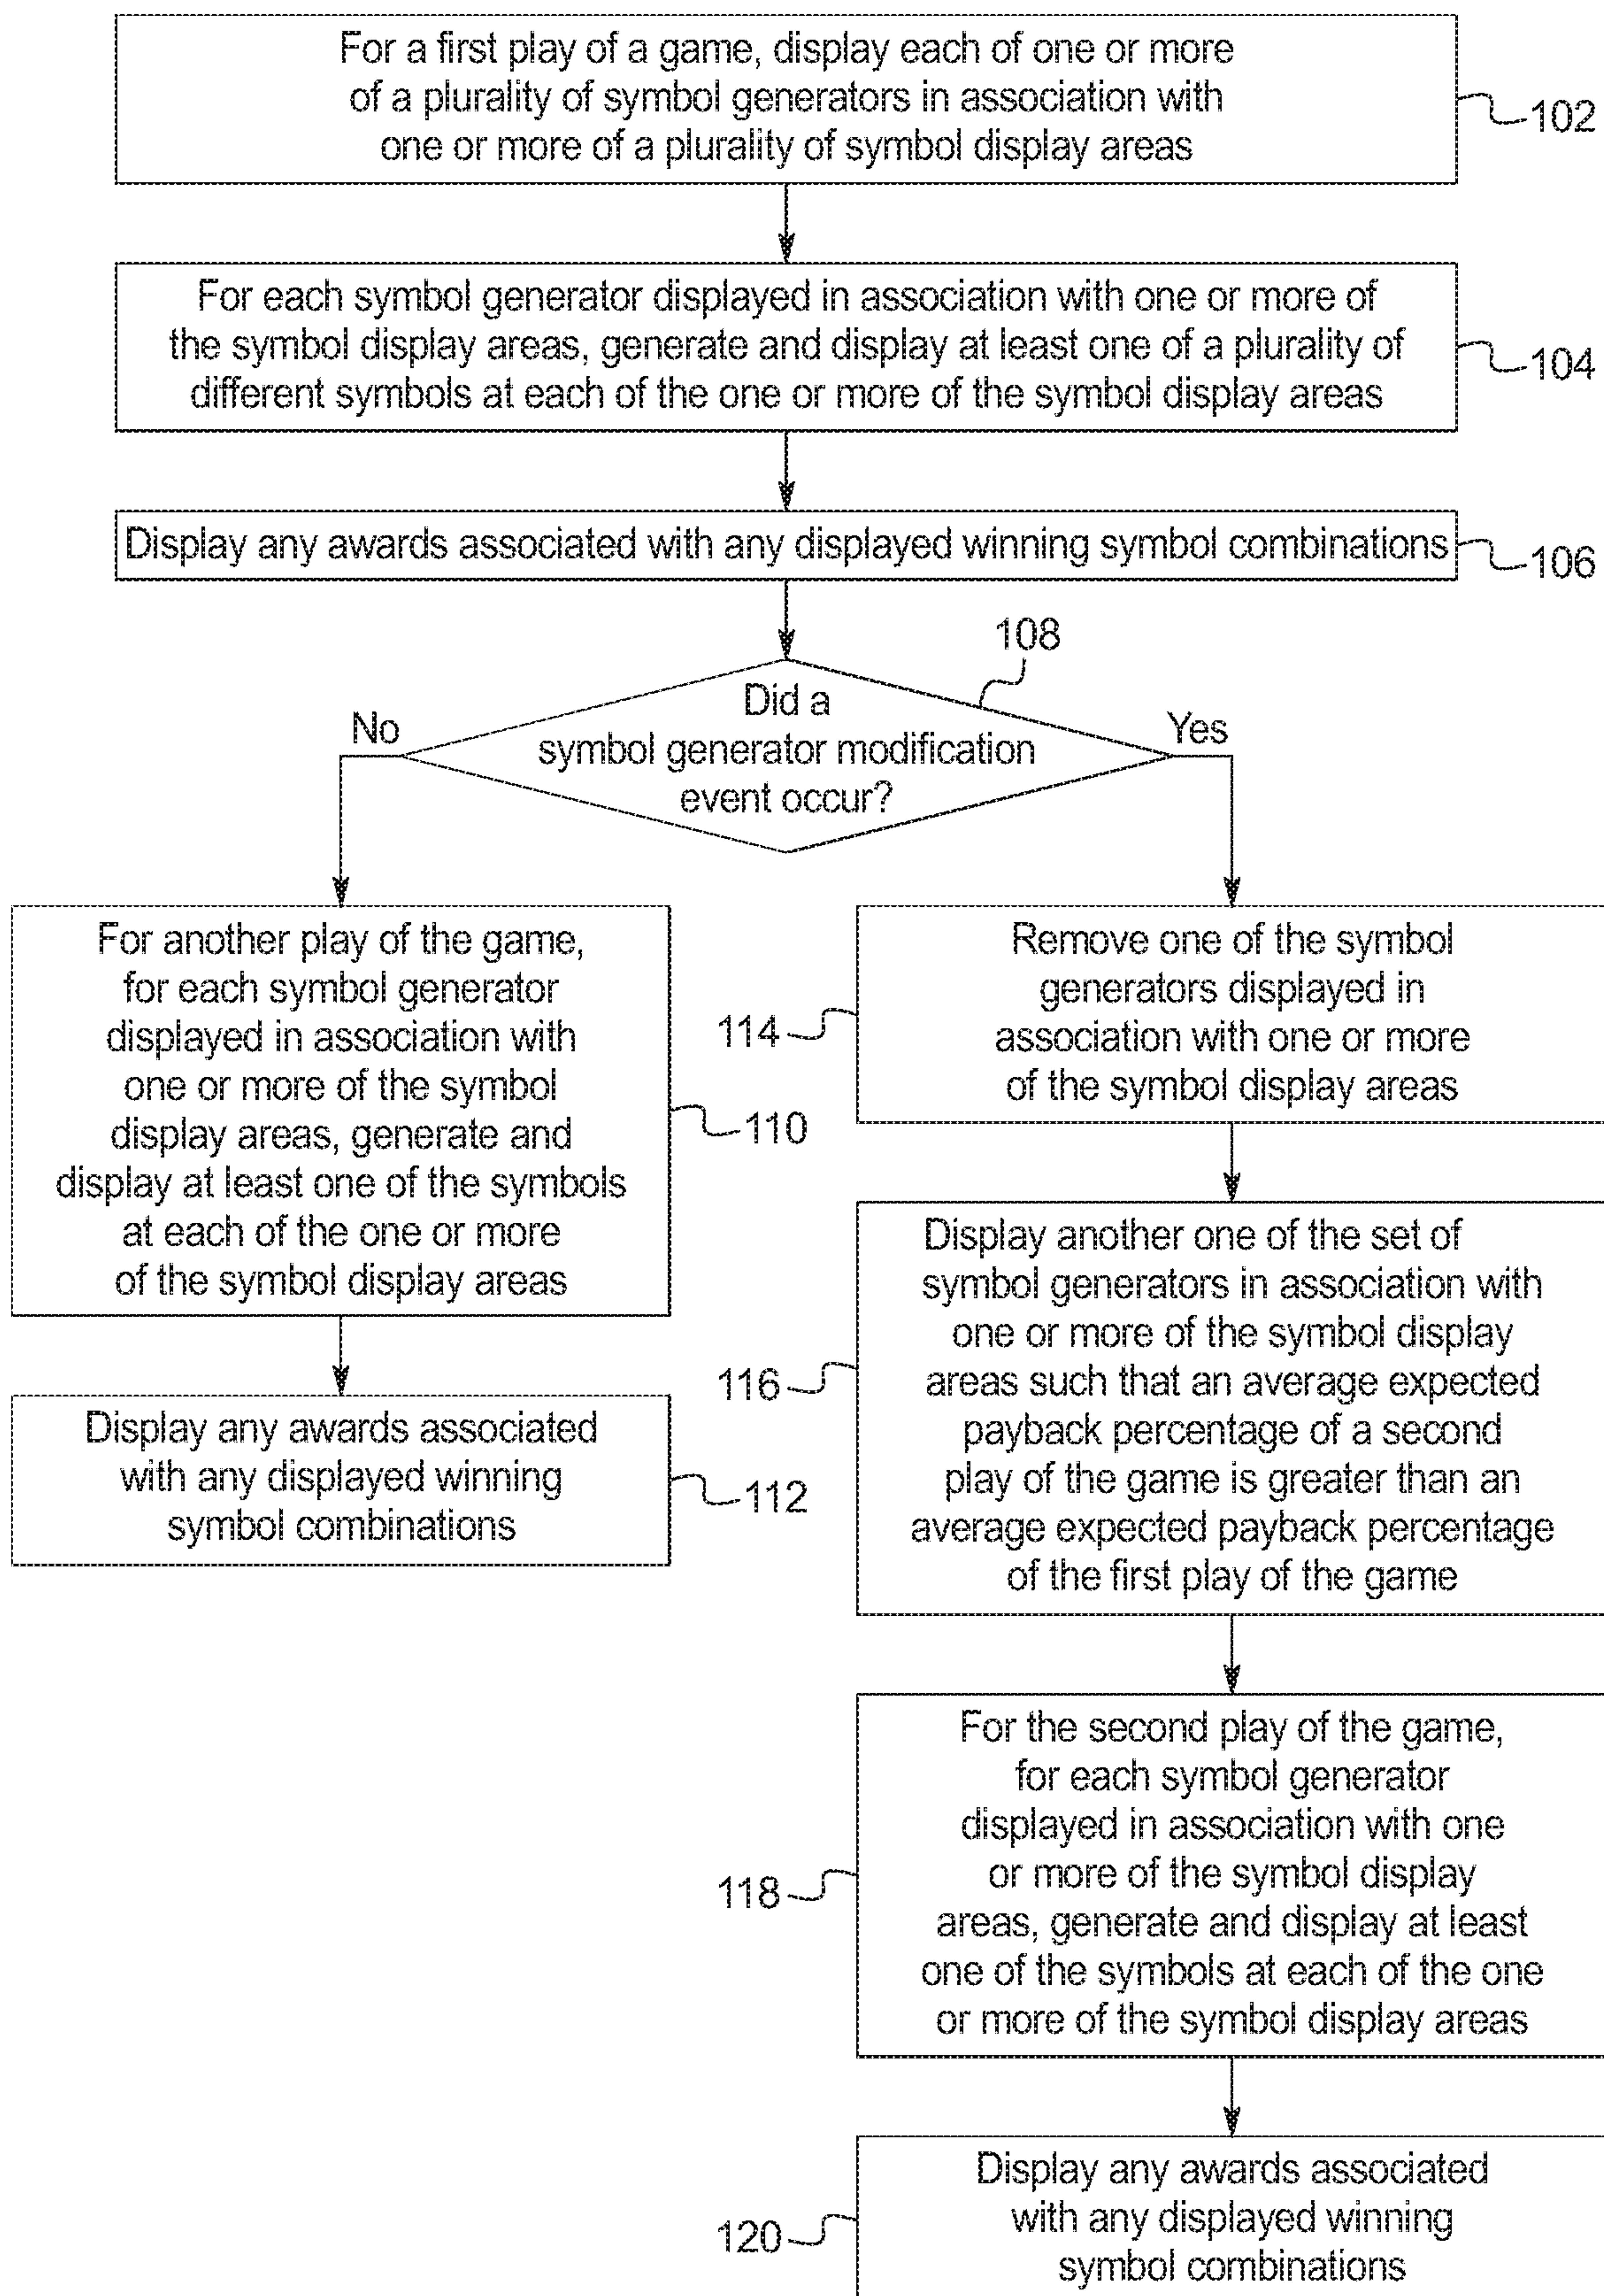 For a first play of a game, display each of one or more
of a plurality of symbol generators in association with
one or more of a plurality of symbol display areas
102
For each symbol generator displayed in association with one or more of
the symbol display areas, generate and display at least one of a plurality of
different symbols at each of the one or more of the symbol display areas
104
Display any awards associated with any displayed winning symbol combinations
106
108
Did a
symbol generator modification
event occur?
No
Yes
For another play of the game,
for each symbol generator
displayed in association with
one or more of the symbol
display areas, generate and
display at least one of the symbols
at each of the one or more
of the symbol display areas
110
Display any awards associated
with any displayed winning
symbol combinations
112
Remove one of the symbol
generators displayed in
association with one or more
of the symbol display areas
114
Display another one of the set of
symbol generators in association with
one or more of the symbol display
areas such that an average expected
payback percentage of a second
play of the game is greater than an
average expected payback percentage
of the first play of the game
116
For the second play of the game,
for each symbol generator
displayed in association with one
or more of the symbol display
areas, generate and display at least
one of the symbols at each of the one
or more of the symbol display areas
118
Display any awards associated
with any displayed winning
symbol combinations
120